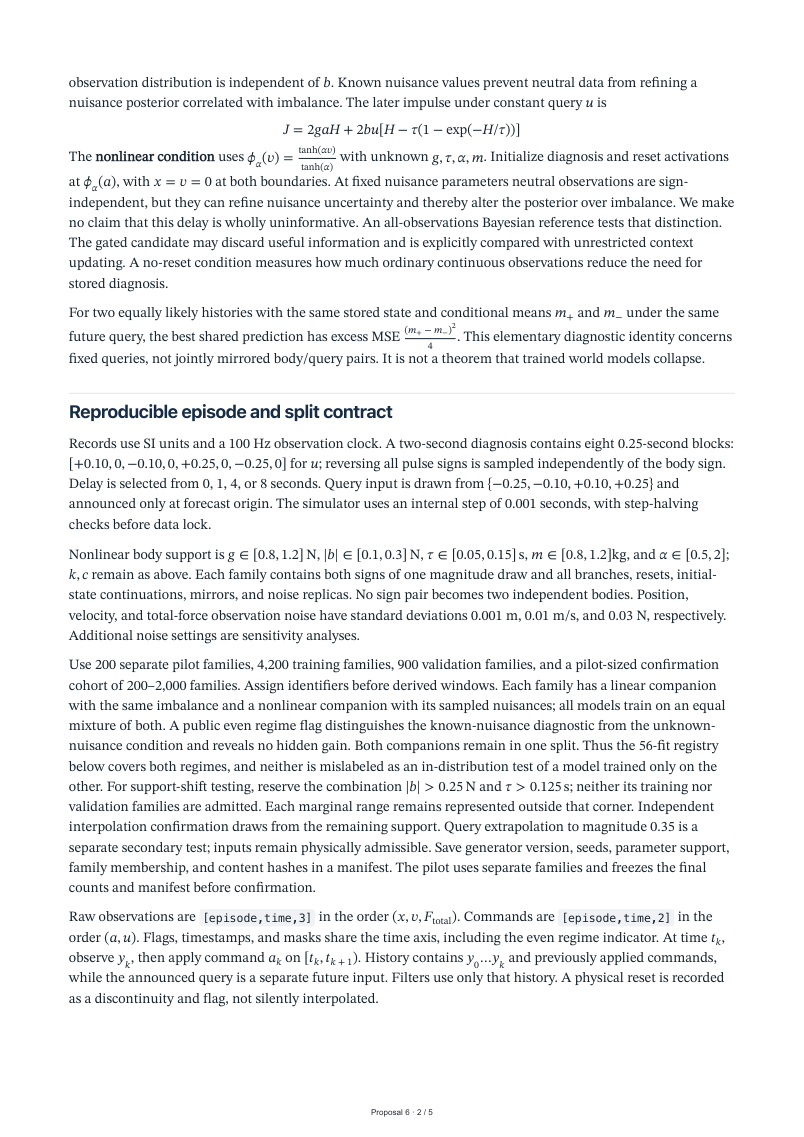 observation distribution is independent of b. Known nuisance values prevent neutral data from refining a
nuisance posterior correlated with imbalance. The later impulse under constant query u is
J = 2gaH + 2bu[H − τ(1 − exp(−H/τ))]
The nonlinear condition uses ϕ_α(v) = tanh(αv)/tanh(α) with unknown g, τ, α, m. Initialize diagnosis and reset activations
at ϕ_α(a), with x = v = 0 at both boundaries. At fixed nuisance parameters neutral observations are sign-
independent, but they can refine nuisance uncertainty and thereby alter the posterior over imbalance. We make
no claim that this delay is wholly uninformative. An all-observations Bayesian reference tests that distinction.
The gated candidate may discard useful information and is explicitly compared with unrestricted context
updating. A no-reset condition measures how much ordinary continuous observations reduce the need for
stored diagnosis.
For two equally likely histories with the same stored state and conditional means m₊ and m₋ under the same
future query, the best shared prediction has excess MSE (m₊ − m₋)²/4. This elementary diagnostic identity concerns
fixed queries, not jointly mirrored body/query pairs. It is not a theorem that trained world models collapse.
Reproducible episode and split contract
Records use SI units and a 100 Hz observation clock. A two-second diagnosis contains eight 0.25-second blocks:
[+0.10, 0, −0.10, 0, +0.25, 0, −0.25, 0] for u; reversing all pulse signs is sampled independently of the body sign.
Delay is selected from 0, 1, 4, or 8 seconds. Query input is drawn from {−0.25, −0.10, +0.10, +0.25} and
announced only at forecast origin. The simulator uses an internal step of 0.001 seconds, with step-halving
checks before data lock.
Nonlinear body support is g ∈ [0.8, 1.2] N, |b| ∈ [0.1, 0.3] N, τ ∈ [0.05, 0.15] s, m ∈ [0.8, 1.2]kg, and α ∈ [0.5, 2];
k, c remain as above. Each family contains both signs of one magnitude draw and all branches, resets, initial-
state continuations, mirrors, and noise replicas. No sign pair becomes two independent bodies. Position,
velocity, and total-force observation noise have standard deviations 0.001 m, 0.01 m/s, and 0.03 N, respectively.
Additional noise settings are sensitivity analyses.
Use 200 separate pilot families, 4,200 training families, 900 validation families, and a pilot-sized confirmation
cohort of 200–2,000 families. Assign identifiers before derived windows. Each family has a linear companion
with the same imbalance and a nonlinear companion with its sampled nuisances; all models train on an equal
mixture of both. A public even regime flag distinguishes the known-nuisance diagnostic from the unknown-
nuisance condition and reveals no hidden gain. Both companions remain in one split. Thus the 56-fit registry
below covers both regimes, and neither is mislabeled as an in-distribution test of a model trained only on the
other. For support-shift testing, reserve the combination |b| > 0.25 N and τ > 0.125 s; neither its training nor
validation families are admitted. Each marginal range remains represented outside that corner. Independent
interpolation confirmation draws from the remaining support. Query extrapolation to magnitude 0.35 is a
separate secondary test; inputs remain physically admissible. Save generator version, seeds, parameter support,
family membership, and content hashes in a manifest. The pilot uses separate families and freezes the final
counts and manifest before confirmation.
Raw observations are [episode,time,3] in the order (x, v, F_total). Commands are [episode,time,2] in the
order (a, u). Flags, timestamps, and masks share the time axis, including the even regime indicator. At time t_k,
observe y_k, then apply command a_k on [t_k, t_{k+1}). History contains y_0…y_k and previously applied commands,
while the announced query is a separate future input. Filters use only that history. A physical reset is recorded
as a discontinuity and flag, not silently interpolated.
Proposal 6 · 2 / 5